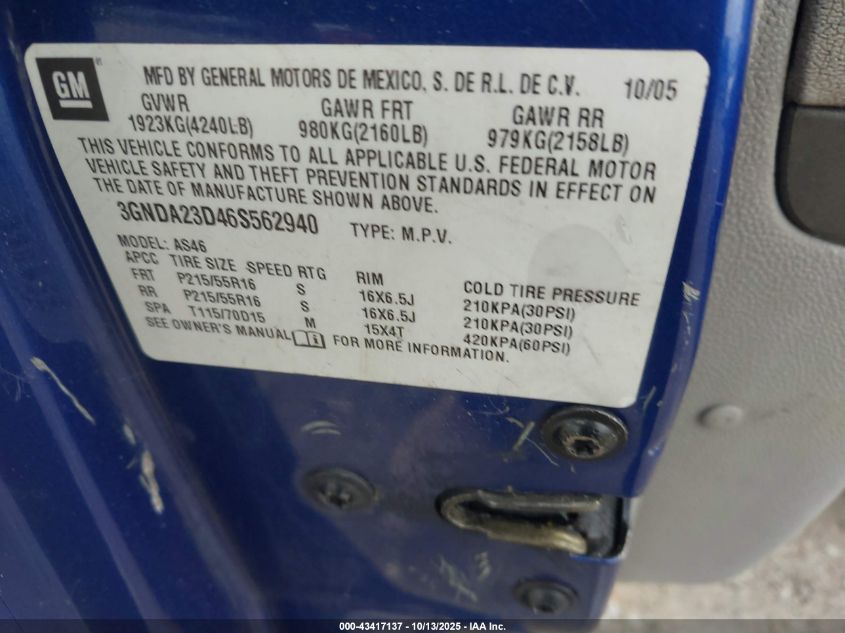 GM
MFD BY GENERAL MOTORS DE MEXICO, S. DE R.L. DE C.V. 10/05
GVWR GAWR FRT GAWR RR
1923KG(4240LB) 980KG(2160LB) 979KG(2158LB)
THIS VEHICLE CONFORMS TO ALL APPLICABLE U.S. FEDERAL MOTOR
VEHICLE SAFETY AND THEFT PREVENTION STANDARDS IN EFFECT ON
THE DATE OF MANUFACTURE SHOWN ABOVE.
3GNDA23D46S562940 TYPE: M.P.V.
MODEL: AS46
APCC TIRE SIZE SPEED RTG RIM COLD TIRE PRESSURE
FRT P215/55R16 S 16X6.5J 210KPA(30PSI)
RR P215/55R16 S 16X6.5J 210KPA(30PSI)
SPA T115/70D15 M 15X4T 420KPA(60PSI)
SEE OWNER'S MANUAL FOR MORE INFORMATION.
000-43417137 - 10/13/2025 - IAA Inc.